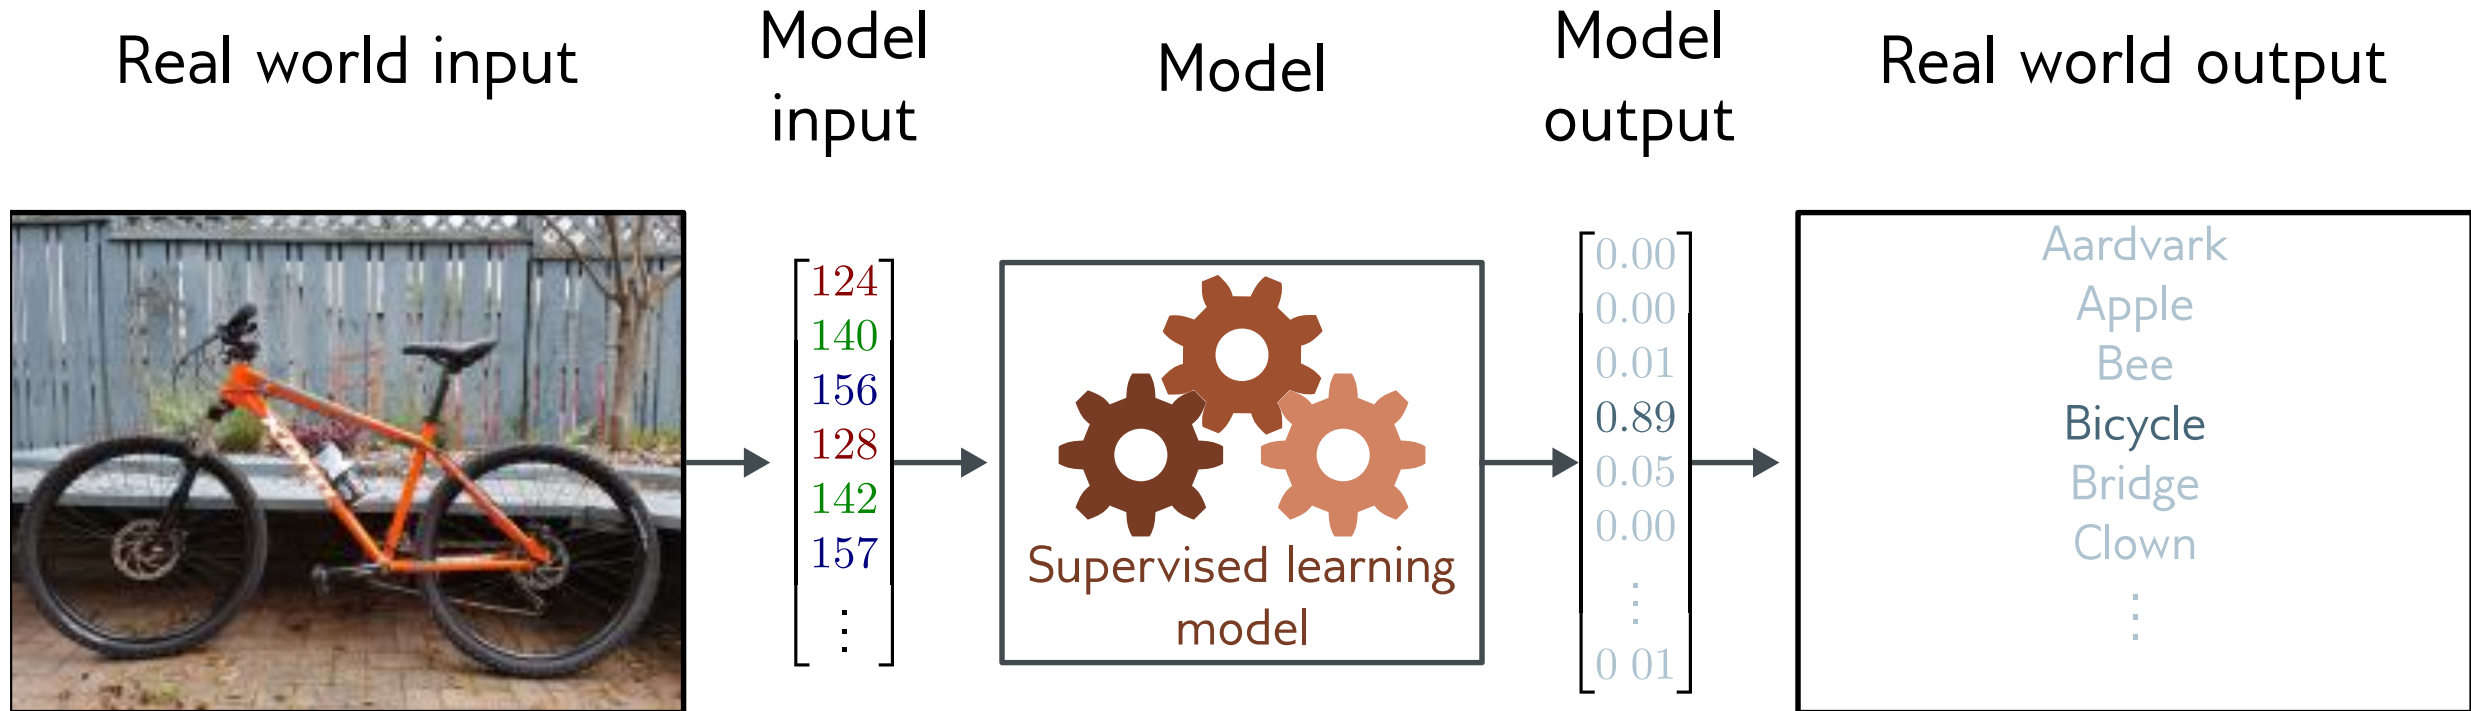 Real world input
Model
input
Model
Model
output
Real world output
124
140
156
128
142
157
⋮
Supervised learning
model
0.00
0.00
0.01
0.89
0.05
0.00
⋮
0 01
Aardvark
Apple
Bee
Bicycle
Bridge
Clown
⋮